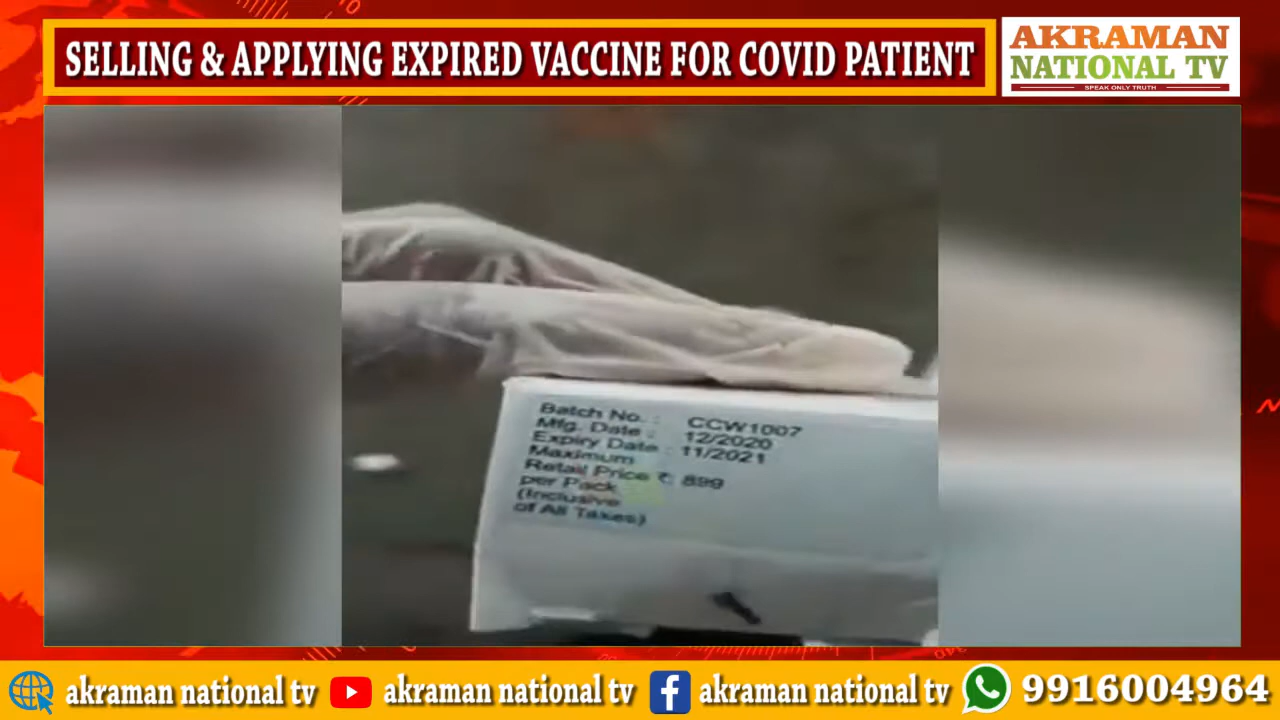 SELLING & APPLYING EXPIRED VACCINE FOR COVID PATIENT
AKRAMAN
NATIONAL TV
SPEAK ONLY TRUTH
Batch No. : CCW1007
Mfg. Date : 12/2020
Expiry Date : 11/2021
Maximum
Retail Price ₹ 899
per Pack
(Inclusive
of All Taxes)
akraman national tv akraman national tv akraman national tv 9916004964